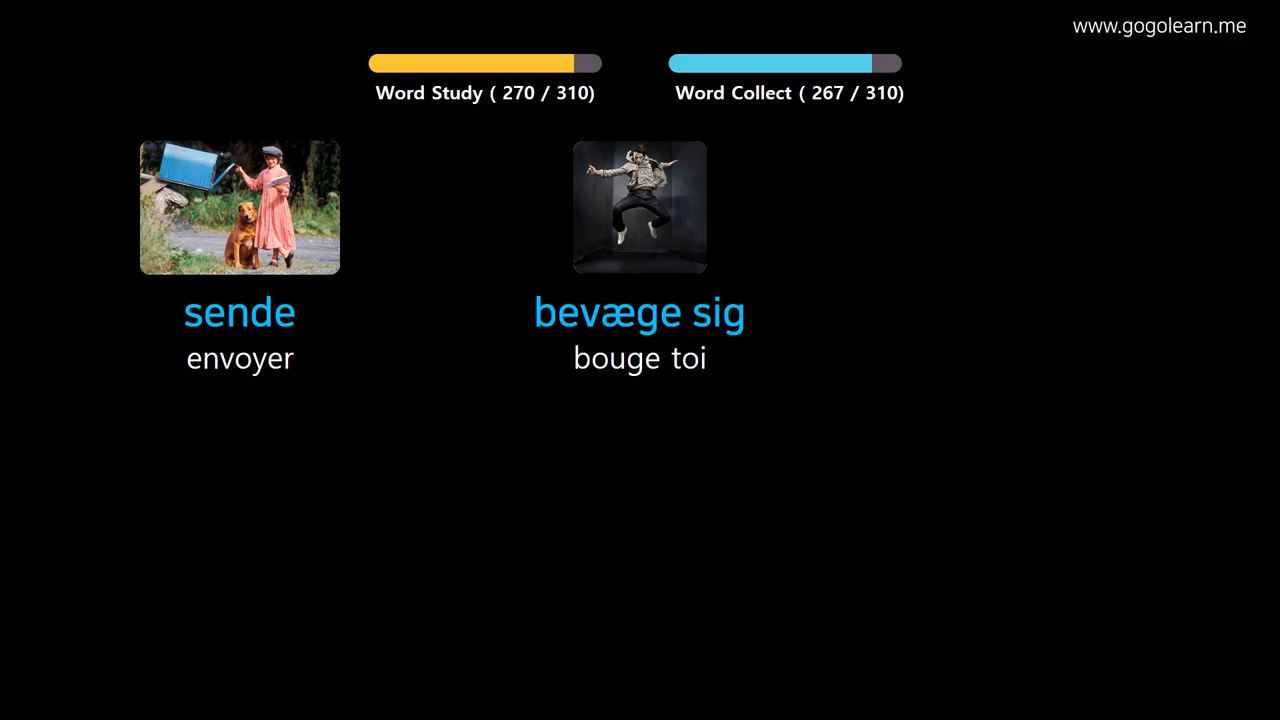 www.gogolearn.me
Word Study ( 270 / 310)
Word Collect ( 267 / 310)
sende
envoyer
bevæge sig
bouge toi